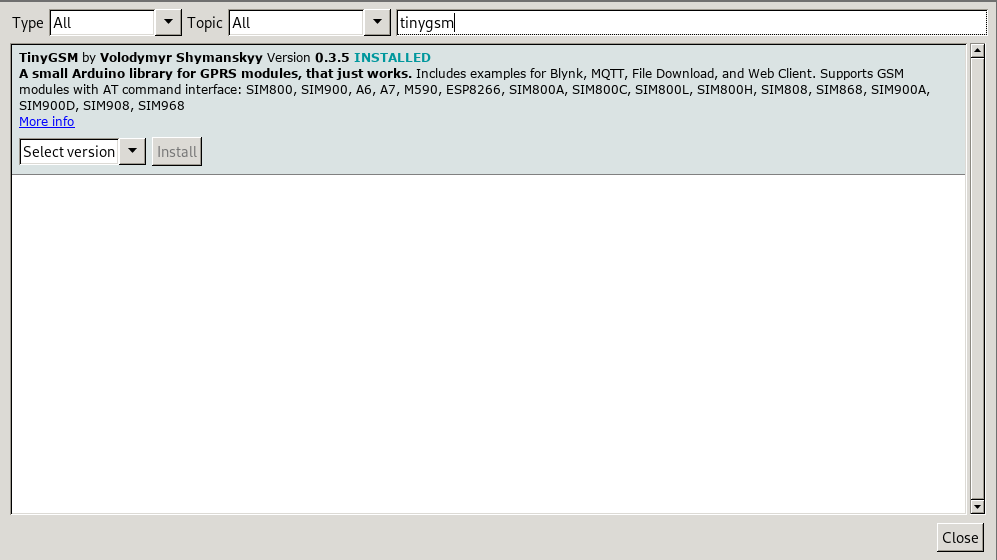 Type All Topic All tinygsm
TinyGSM by Volodymyr Shymanskyy Version 0.3.5 INSTALLED
A small Arduino library for GPRS modules, that just works. Includes examples for Blynk, MQTT, File Download, and Web Client. Supports GSM
modules with AT command interface: SIM800, SIM900, A6, A7, M590, ESP8266, SIM800A, SIM800C, SIM800L, SIM800H, SIM808, SIM868, SIM900A,
SIM900D, SIM908, SIM968
More info
Select version Install
Close